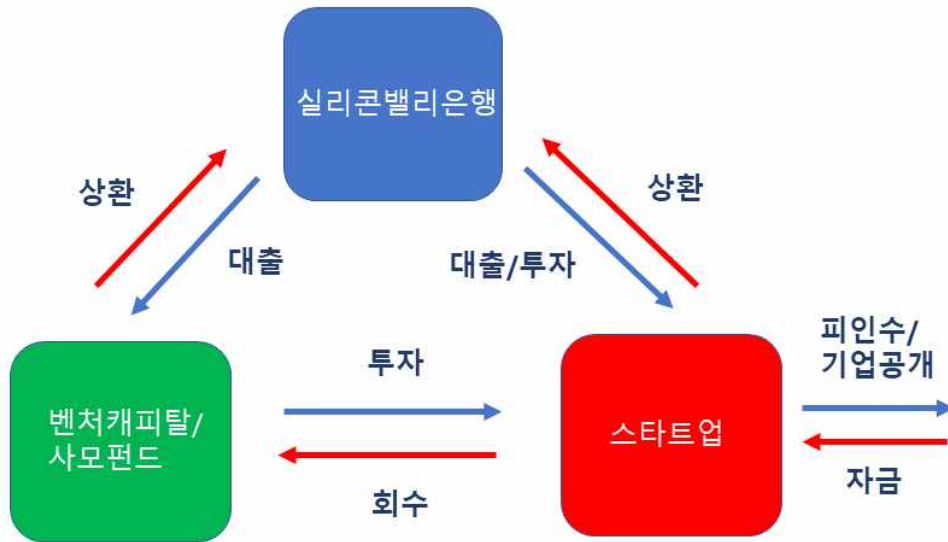 실리콘밸리은행
상환
상환
대출
대출/투자
피인수/
기업공개
투자
벤처캐피탈/
사모펀드
스타트업
회수
자금